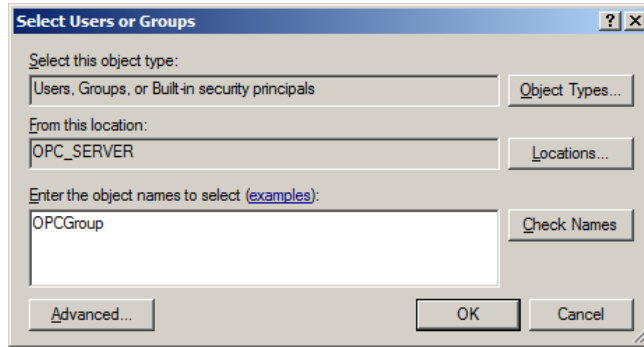 Select Users or Groups
Select this object type:
Users, Groups, or Built-in security principals
Object Types...
From this location:
OPC_SERVER
Locations...
Enter the object names to select (examples):
OPCGroup
Check Names
Advanced...
OK
Cancel